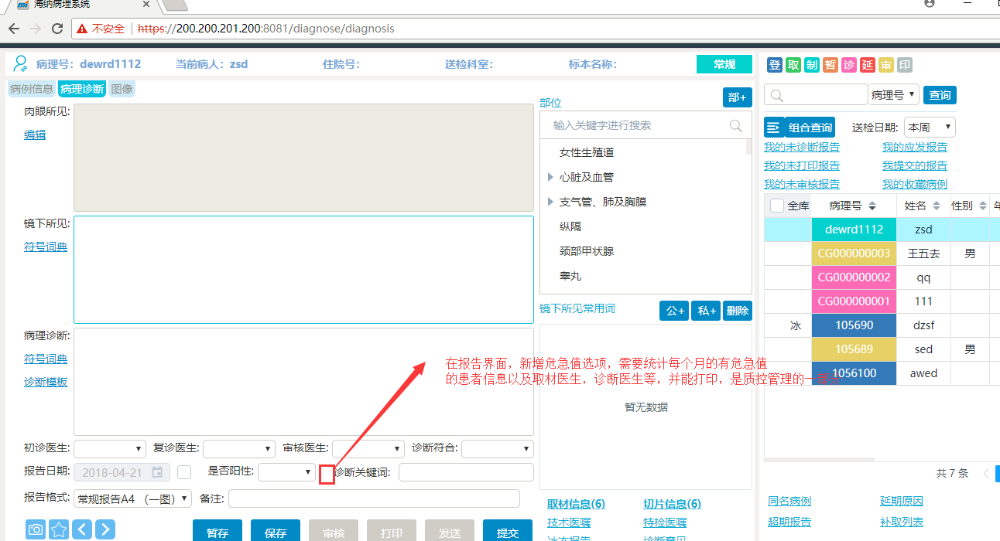 海纳病理系统
不安全 https://200.200.201.200:8081/diagnose/diagnosis
病理号: dewrd1112 当前病人: zsd 住院号: 送检科室: 标本名称: 常规
登 取 制 暂 诊 延 审 印
病例信息 病理诊断 图像
部位 部+
病理号 查询
肉眼所见:
编辑
输入关键字进行搜索
女性生殖道
心脏及血管
支气管、肺及胸膜
纵隔
颈部甲状腺
睾丸
组合查询 送检日期: 本周
我的未诊断报告 我的应发报告
我的未打印报告 我提交的报告
我的未审核报告 我的收藏病例
全库 病理号 姓名 性别
dewrd1112 zsd
CG000000003 王五去 男
CG000000002 qq
CG000000001 111
冰 105690 dzsf
105689 sed 男
1056100 awed
镜下所见:
符号词典
镜下所见常用词 公+ 私+ 删除
病理诊断:
符号词典
诊断模板
在报告界面，新增危急值选项，需要统计每个月的有危急值
的患者信息以及取材医生，诊断医生等，并能打印，是质控管理的一
暂无数据
初诊医生: 复诊医生: 审核医生: 诊断符合:
报告日期: 2018-04-21 是否阳性: 诊断关键词:
报告格式: 常规报告A4 （一图） 备注:
共 7 条
取材信息(6) 切片信息(6)
技术医嘱 特检医嘱
冰冻报告 诊断意见
同名病例 延期原因
超期报告 补取列表
暂存 保存 审核 打印 发送 提交